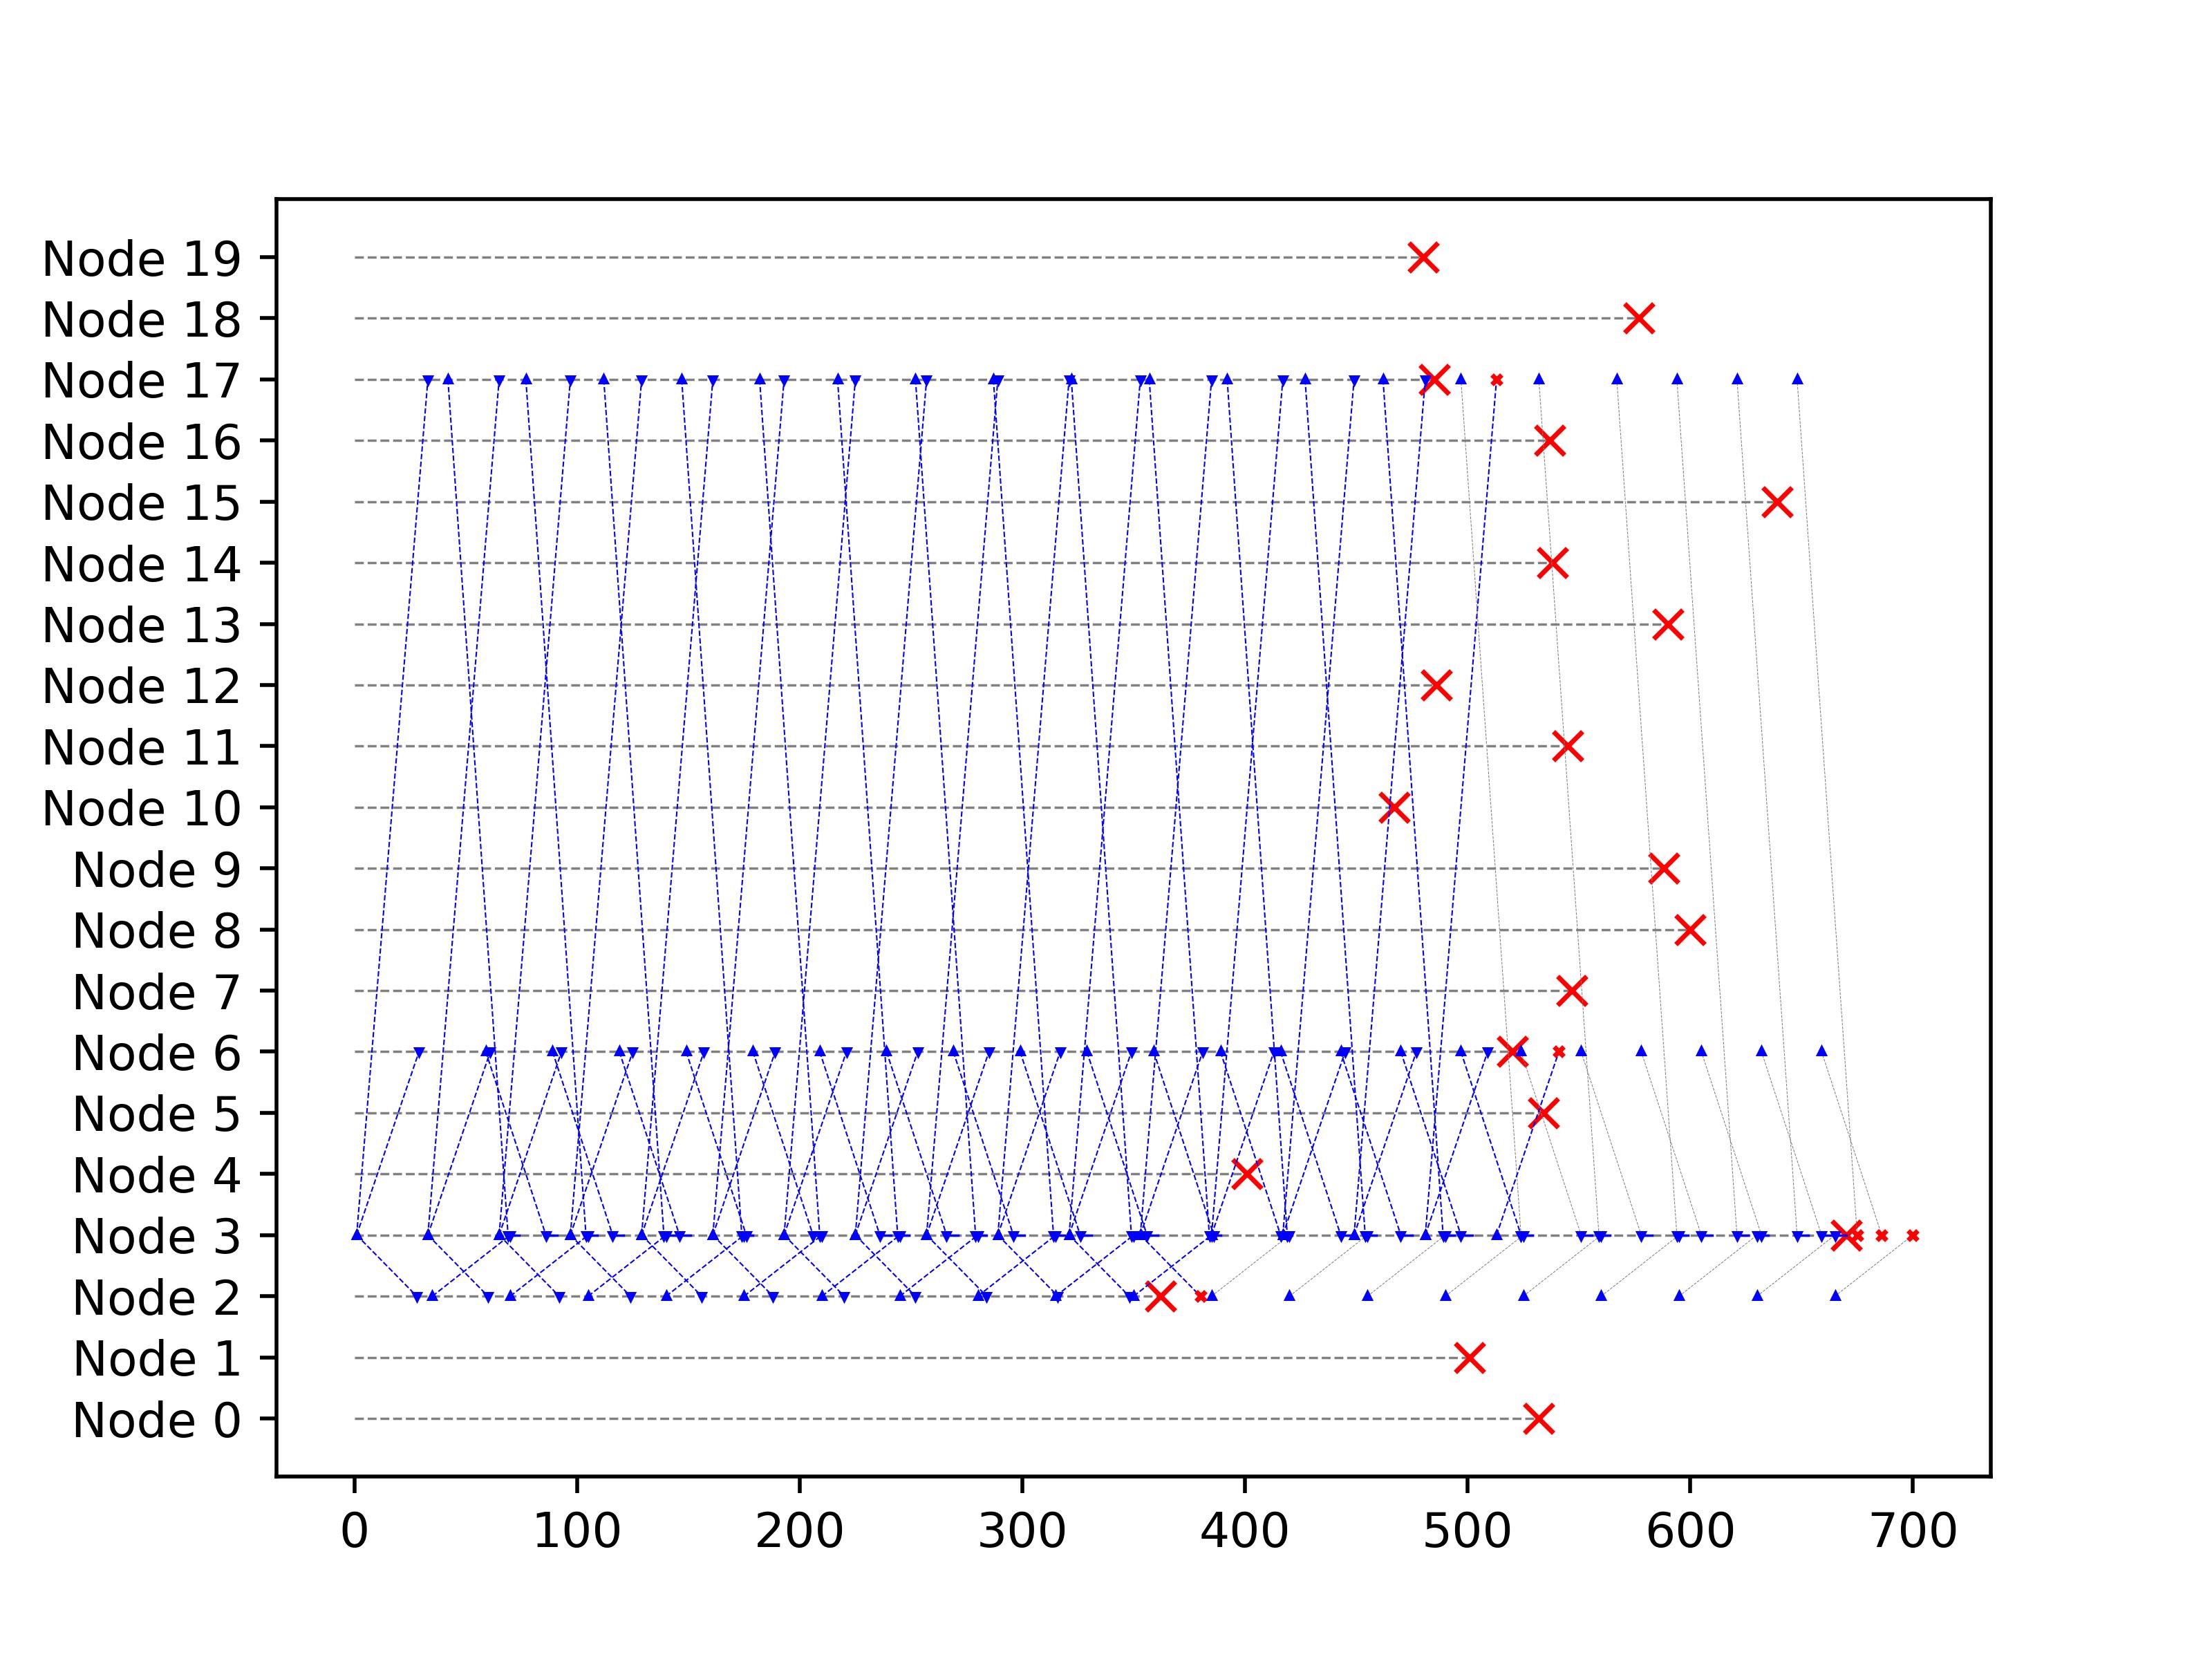 Node 19
Node 18
Node 17
Node 16
Node 15
Node 14
Node 13
Node 12
Node 11
Node 10
Node 9
Node 8
Node 7
Node 6
Node 5
Node 4
Node 3
Node 2
Node 1
Node 0
0 100 200 300 400 500 600 700